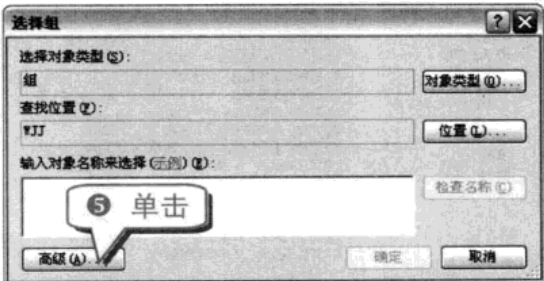 选择组
选择对象类型(S):
组
对象类型(O)...
查找位置(F):
WJJ
位置(L)...
输入对象名称来选择(示例)(E):
检查名称(C)
❺ 单击
高级(A)...
确定
取消